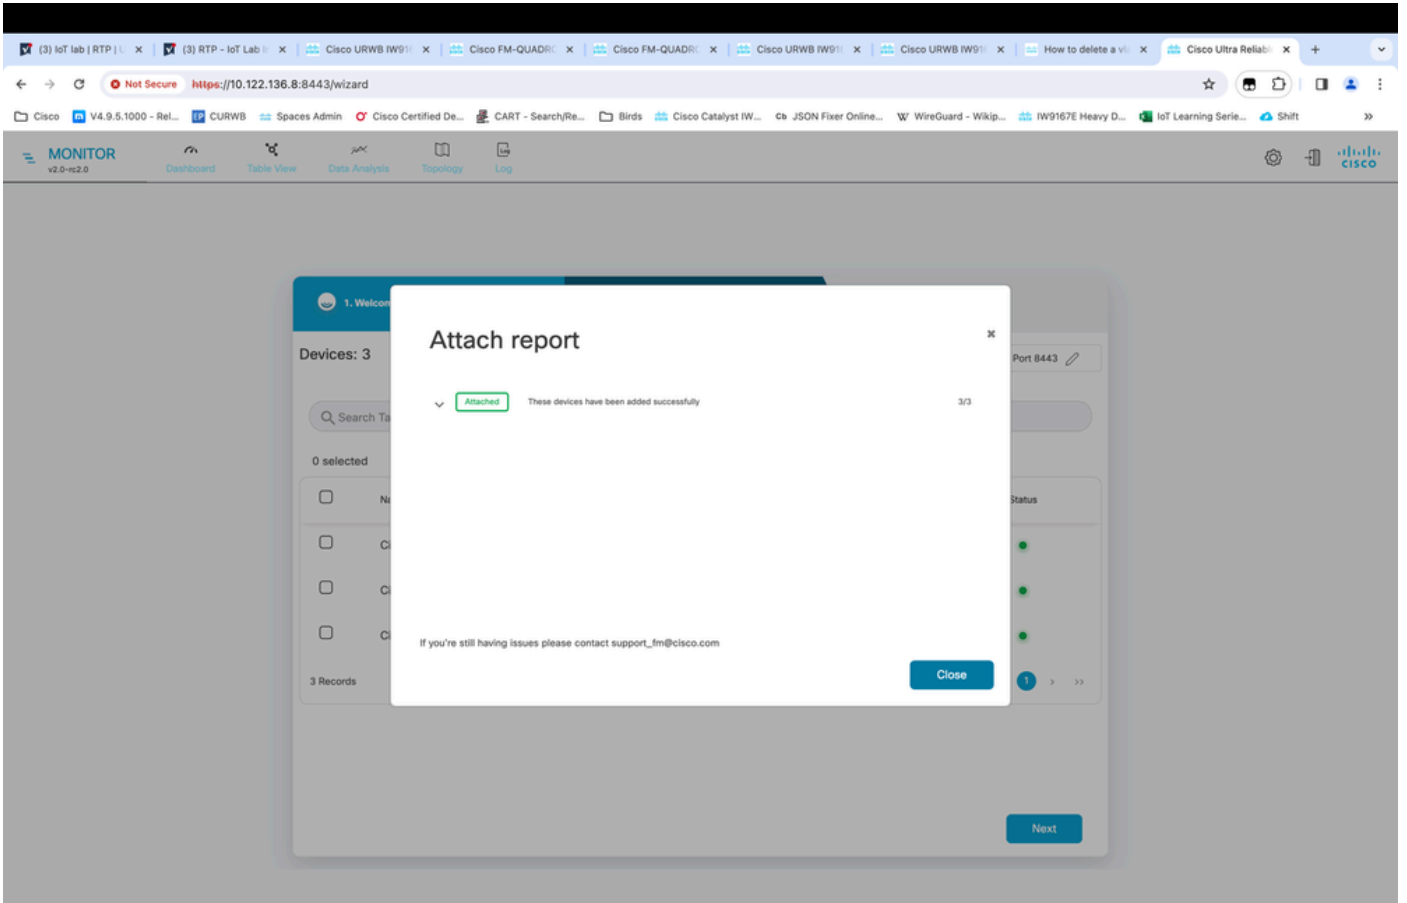 (3) IoT lab | RTP |
(3) RTP - IoT Lab
Cisco URWB IW91
Cisco FM-QUADR
Cisco FM-QUADR
Cisco URWB IW91
Cisco URWB IW91
How to delete a
Cisco Ultra Reliab
Not Secure https://10.122.136.8:8443/wizard
Cisco
V4.9.5.1000 - Rel...
EP CURWB
Spaces Admin
Cisco Certified De...
CART - Search/Re...
Birds
Cisco Catalyst IW...
Cb JSON Fixer Online...
W WireGuard - Wikip...
IW9167E Heavy D...
IoT Learning Serie...
Shift
MONITOR
v2.0-rc2.0
Dashboard
Table View
Data Analysis
Topology
Log
CISCO
1. Welcom
Devices: 3
Port 8443
Attach report
Attached These devices have been added successfully 3/3
Search Ta
0 selected
Status
If you're still having issues please contact support_fm@cisco.com
Close
3 Records
1 > >>
Next